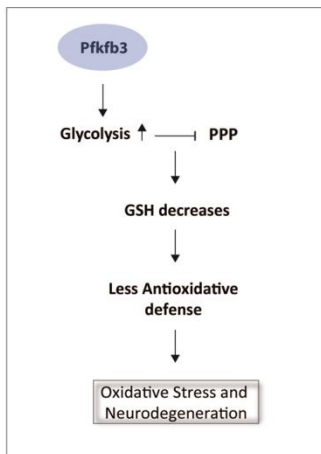 Pfkfb3
Glycolysis PPP
GSH decreases
Less Antioxidative
defense
Oxidative Stress and
Neurodegeneration